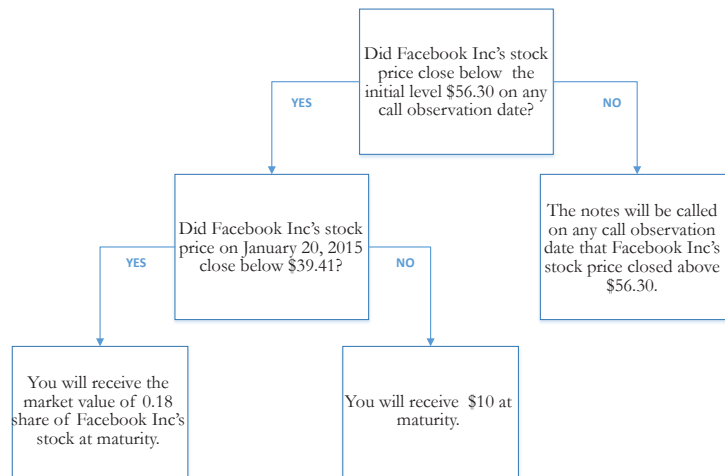 Did Facebook Inc's stock
price close below the
initial level $56.30 on any
call observation date?
YES
NO
Did Facebook Inc's stock
price on January 20, 2015
close below $39.41?
The notes will be called
on any call observation
date that Facebook Inc's
stock price closed above
$56.30.
YES
NO
You will receive the
market value of 0.18
share of Facebook Inc's
stock at maturity.
You will receive $10 at
maturity.